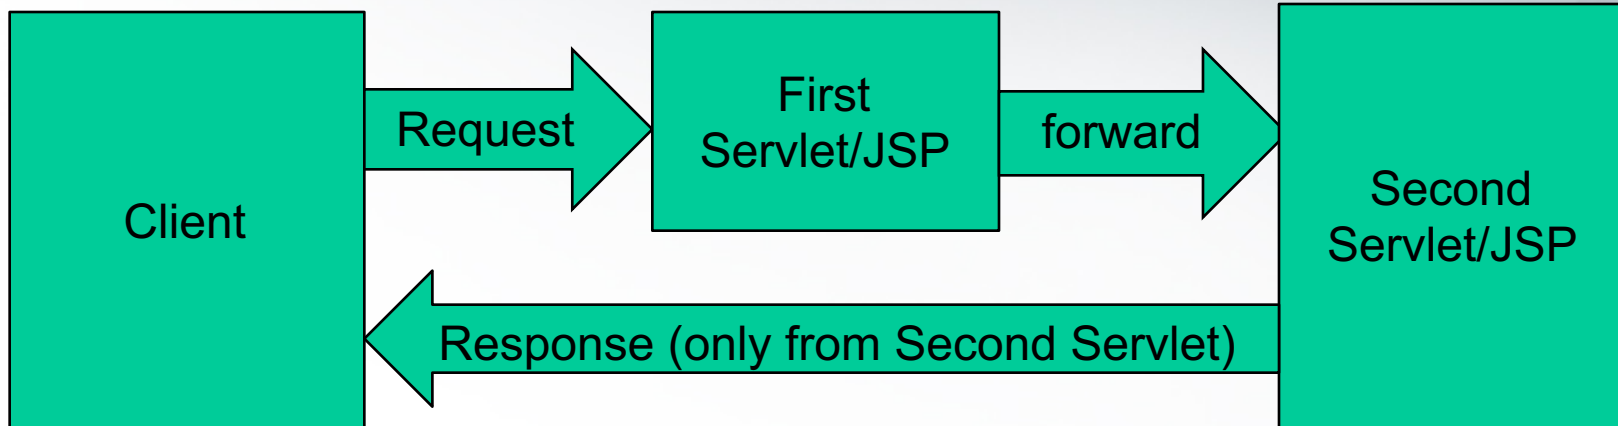 Client
Request
First
Servlet/JSP
forward
Second
Servlet/JSP
Response (only from Second Servlet)